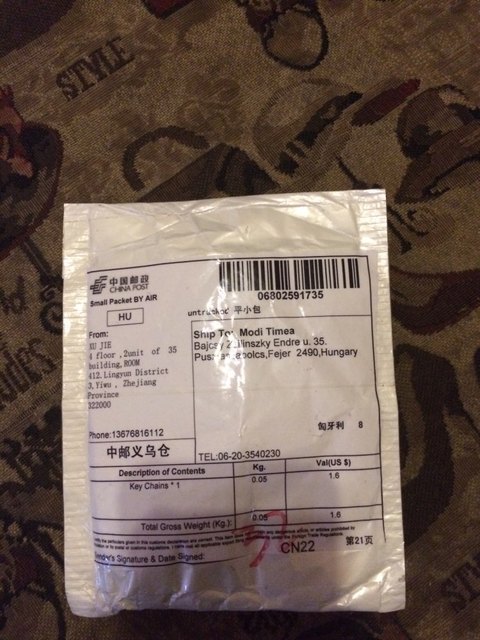 STYLE
中国邮政
CHINA POST
Small Packet BY AIR
HU
06802591735
untracked 平小包
From:
XU JIE
4 floor ,2unit of 35
building,ROOM
412.Lingyun District
3,Yiwu , Zhejiang
Province
322000
Phone:13676816112
中邮义乌仓
Ship To: Modi Timea
Bajcsy Zsilinszky Endre u. 35.
Fejer 2490,Hungary
匈牙利 8
TEL:06-20-3540230
Description of Contents Kg. Val(US $)
Key Chains * 1 0.05 1.6
Total Gross Weight (Kg.): 0.05 1.6
CN22 第21页
Signature & Date Signed: